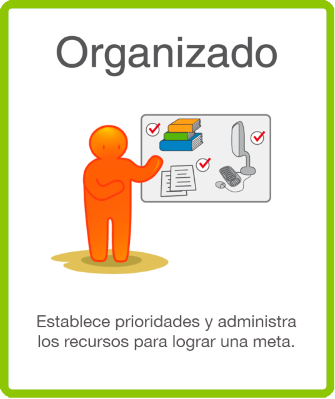 Organizado
Establece prioridades y administra
los recursos para lograr una meta.